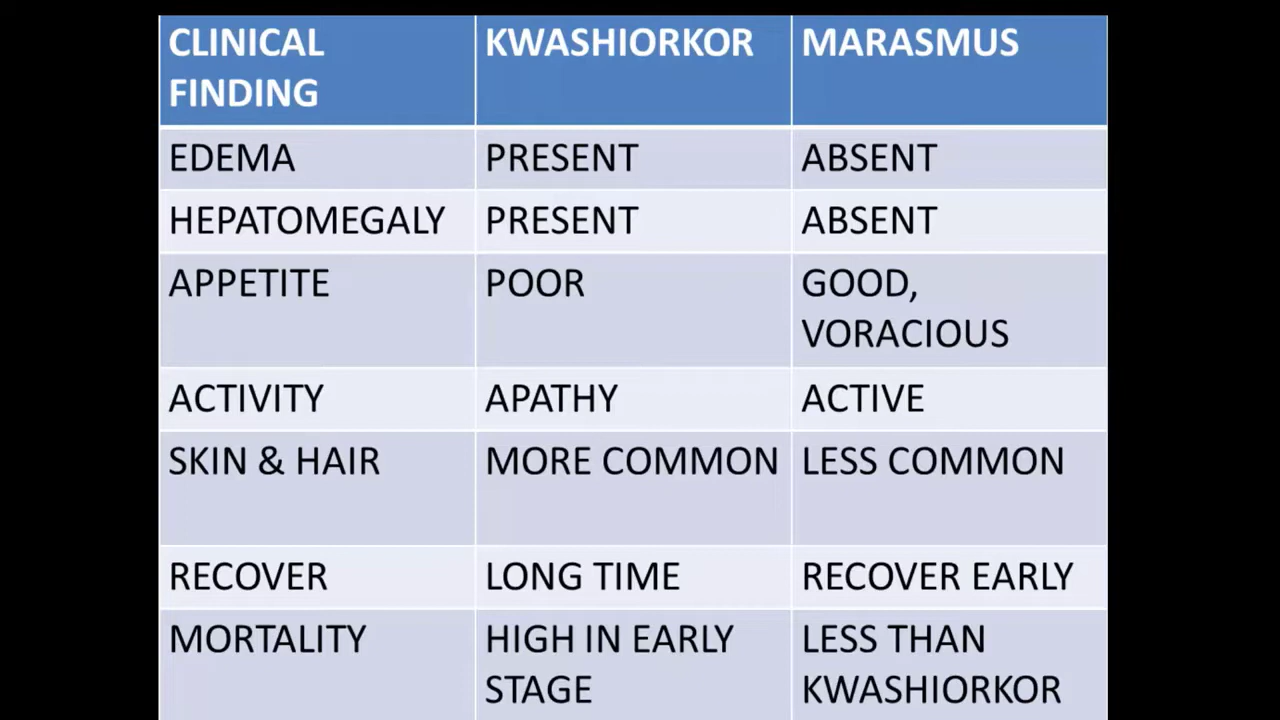 CLINICAL FINDING KWASHIORKOR MARASMUS
EDEMA PRESENT ABSENT
HEPATOMEGALY PRESENT ABSENT
APPETITE POOR GOOD, VORACIOUS
ACTIVITY APATHY ACTIVE
SKIN & HAIR MORE COMMON LESS COMMON
RECOVER LONG TIME RECOVER EARLY
MORTALITY HIGH IN EARLY STAGE LESS THAN KWASHIORKOR